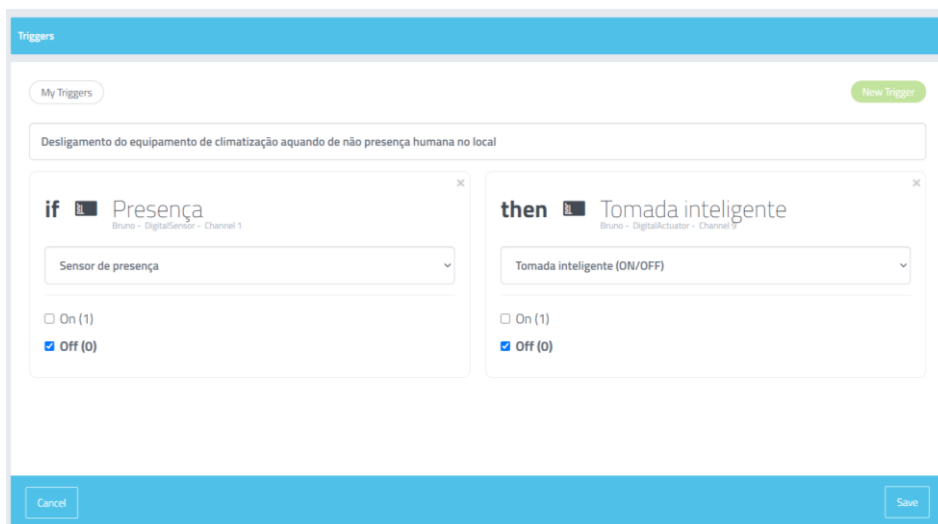 Triggers
My Triggers
New Trigger
Desligamento do equipamento de climatização aquando de não presença humana no local
if Presença
Bruno - DigitalSensor - Channel 1
Sensor de presença
On (1)
Off (0)
then Tomada inteligente
Bruno - DigitalActuator - Channel 9
Tomada inteligente (ON/OFF)
On (1)
Off (0)
Cancel
Save